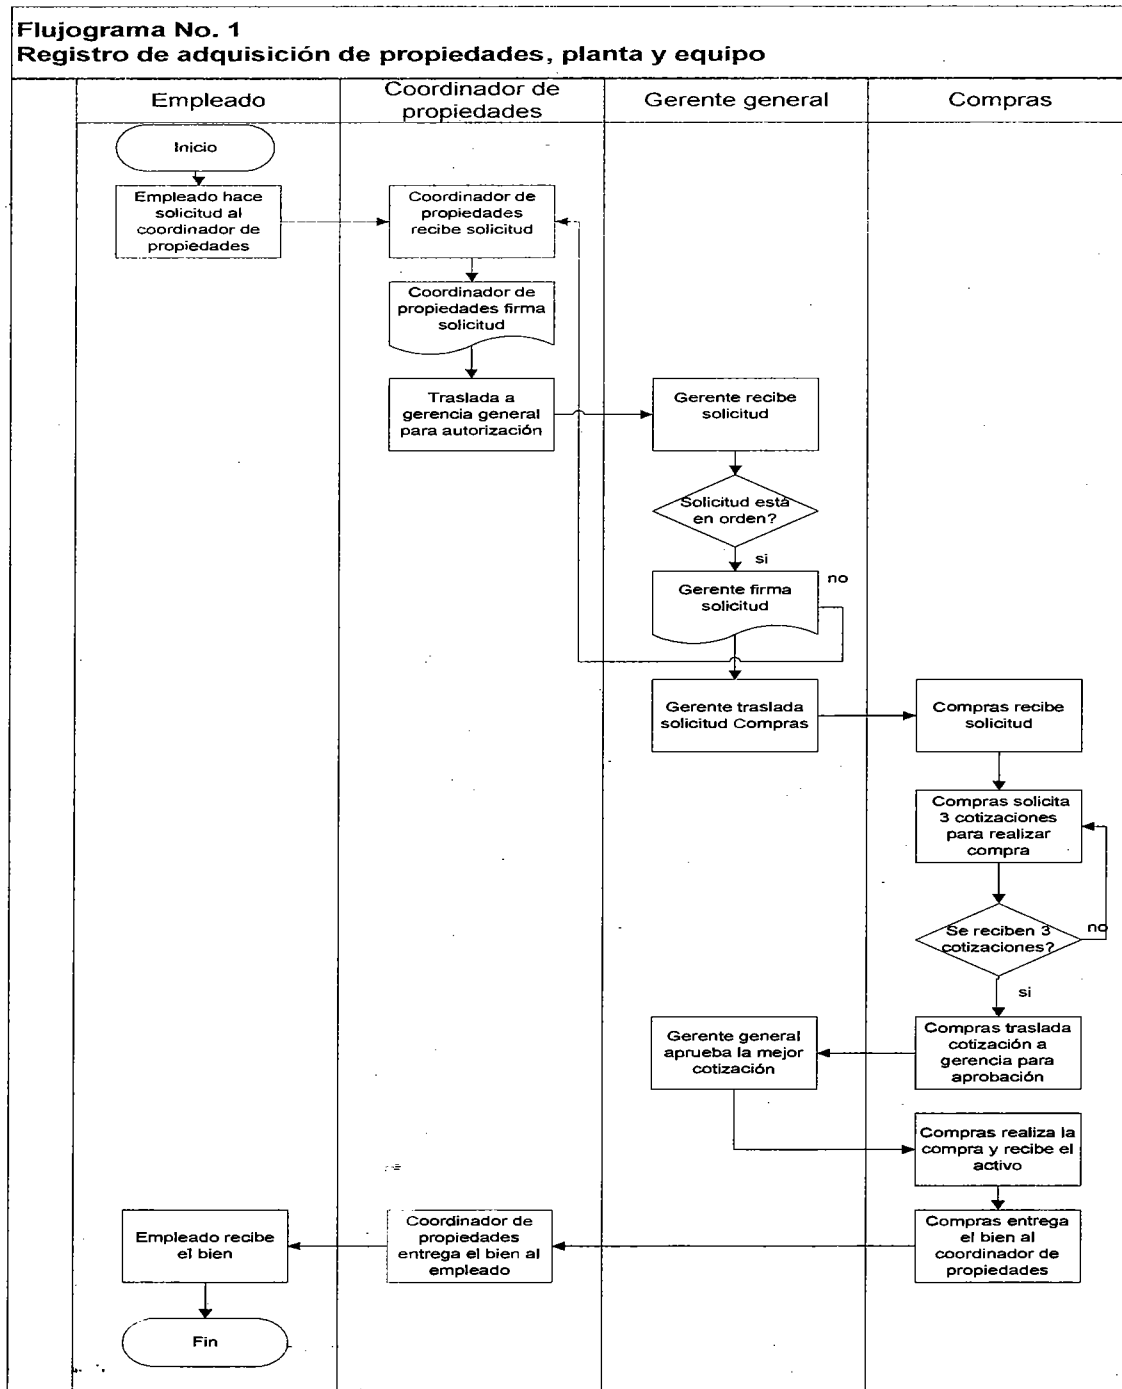 Flujograma No. 1
Registro de adquisición de propiedades, planta y equipo
Empleado
Coordinador de
propiedades
Gerente general
Compras
Inicio
Empleado hace
solicitud al
coordinador de
propiedades
Coordinador de
propiedades
recibe solicitud
Coordinador de
propiedades firma
solicitud
Traslada a
gerencia general
para autorización
Gerente recibe
solicitud
Solicitud está
en orden?
si
no
Gerente firma
solicitud
Gerente traslada
solicitud Compras
Compras recibe
solicitud
Compras solicita
3 cotizaciones
para realizar
compra
Se reciben 3
cotizaciones?
no
si
Compras traslada
cotización a
gerencia para
aprobación
Gerente general
aprueba la mejor
cotización
Compras realiza la
compra y recibe el
activo
Compras entrega
el bien al
coordinador de
propiedades
Coordinador de
propiedades
entrega el bien al
empleado
Empleado recibe
el bien
Fin